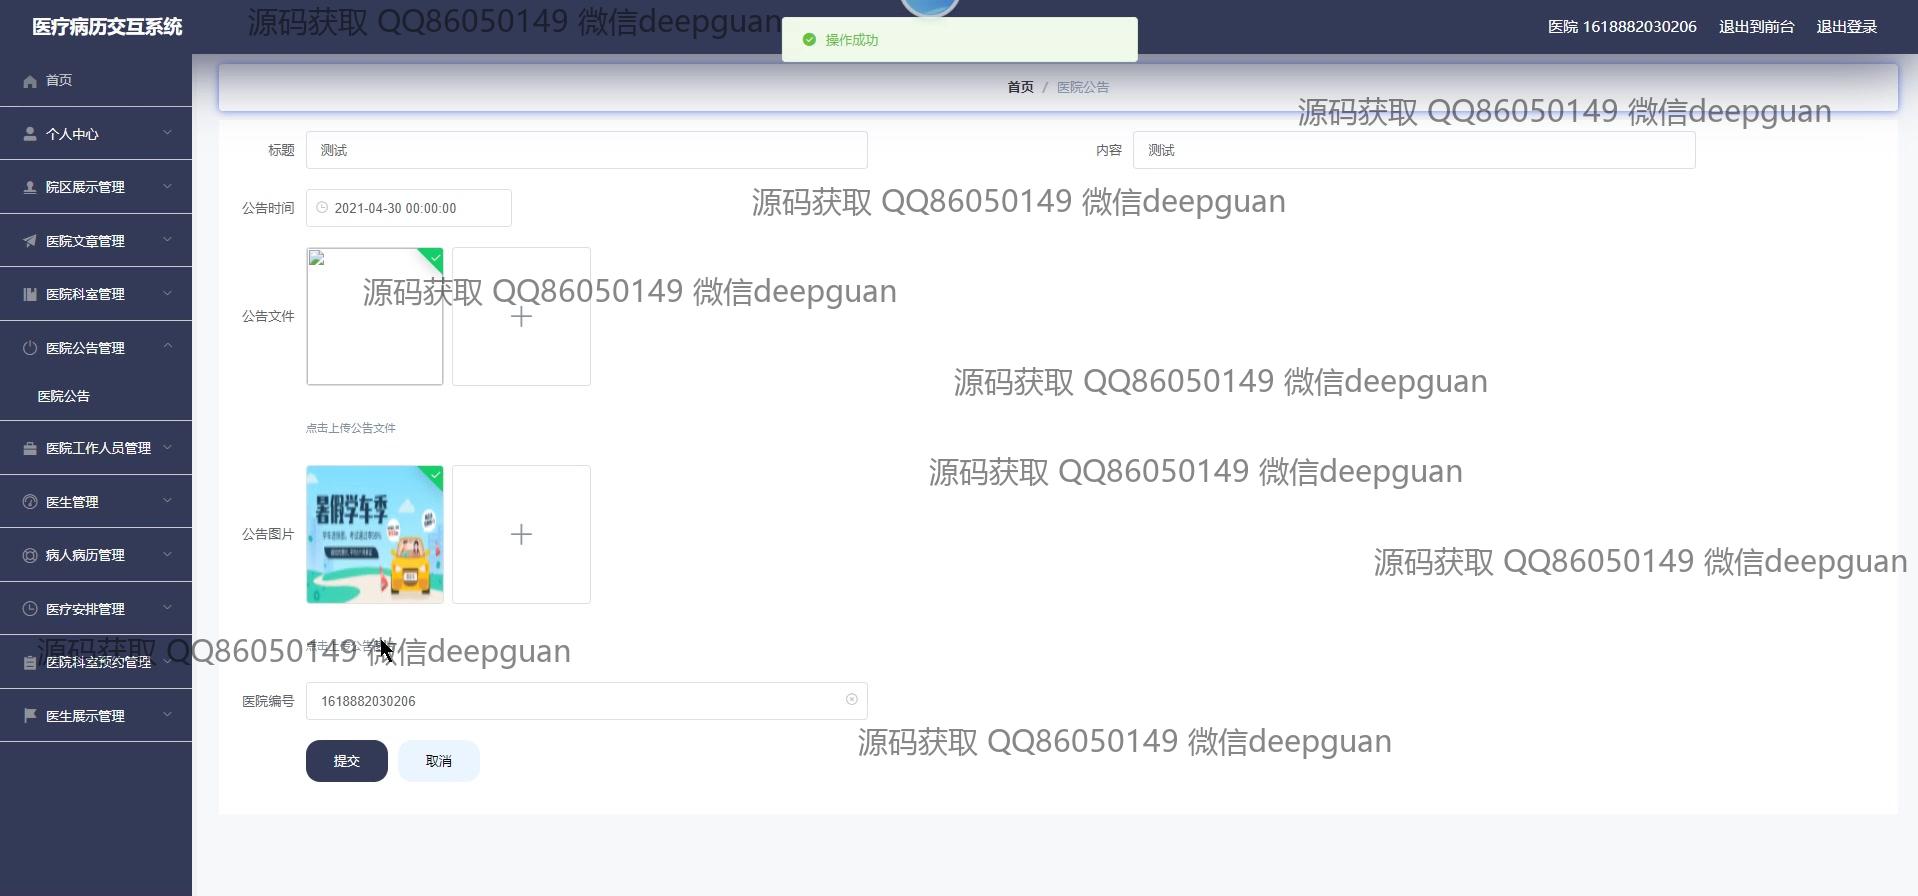 医疗病历交互系统
源码获取 QQ86050149 微信deepguan
操作成功
医院 1618882030206
退出到前台
退出登录
首页
个人中心
院区展示管理
医院文章管理
医院科室管理
医院公告管理
医院公告
医院工作人员管理
医生管理
病人病历管理
医疗安排管理
医院科室预约管理
医生展示管理
首页 / 医院公告
源码获取 QQ86050149 微信deepguan
标题 测试
内容 测试
源码获取 QQ86050149 微信deepguan
公告时间 2021-04-30 00:00:00
源码获取 QQ86050149 微信deepguan
公告文件
源码获取 QQ86050149 微信deepguan
点击上传公告文件
源码获取 QQ86050149 微信deepguan
暑假学车季
公告图片
源码获取 QQ86050149 微信deepguan
源码获取 QQ86050149 微信deepguan
医院编号 1618882030206
源码获取 QQ86050149 微信deepguan
提交
取消